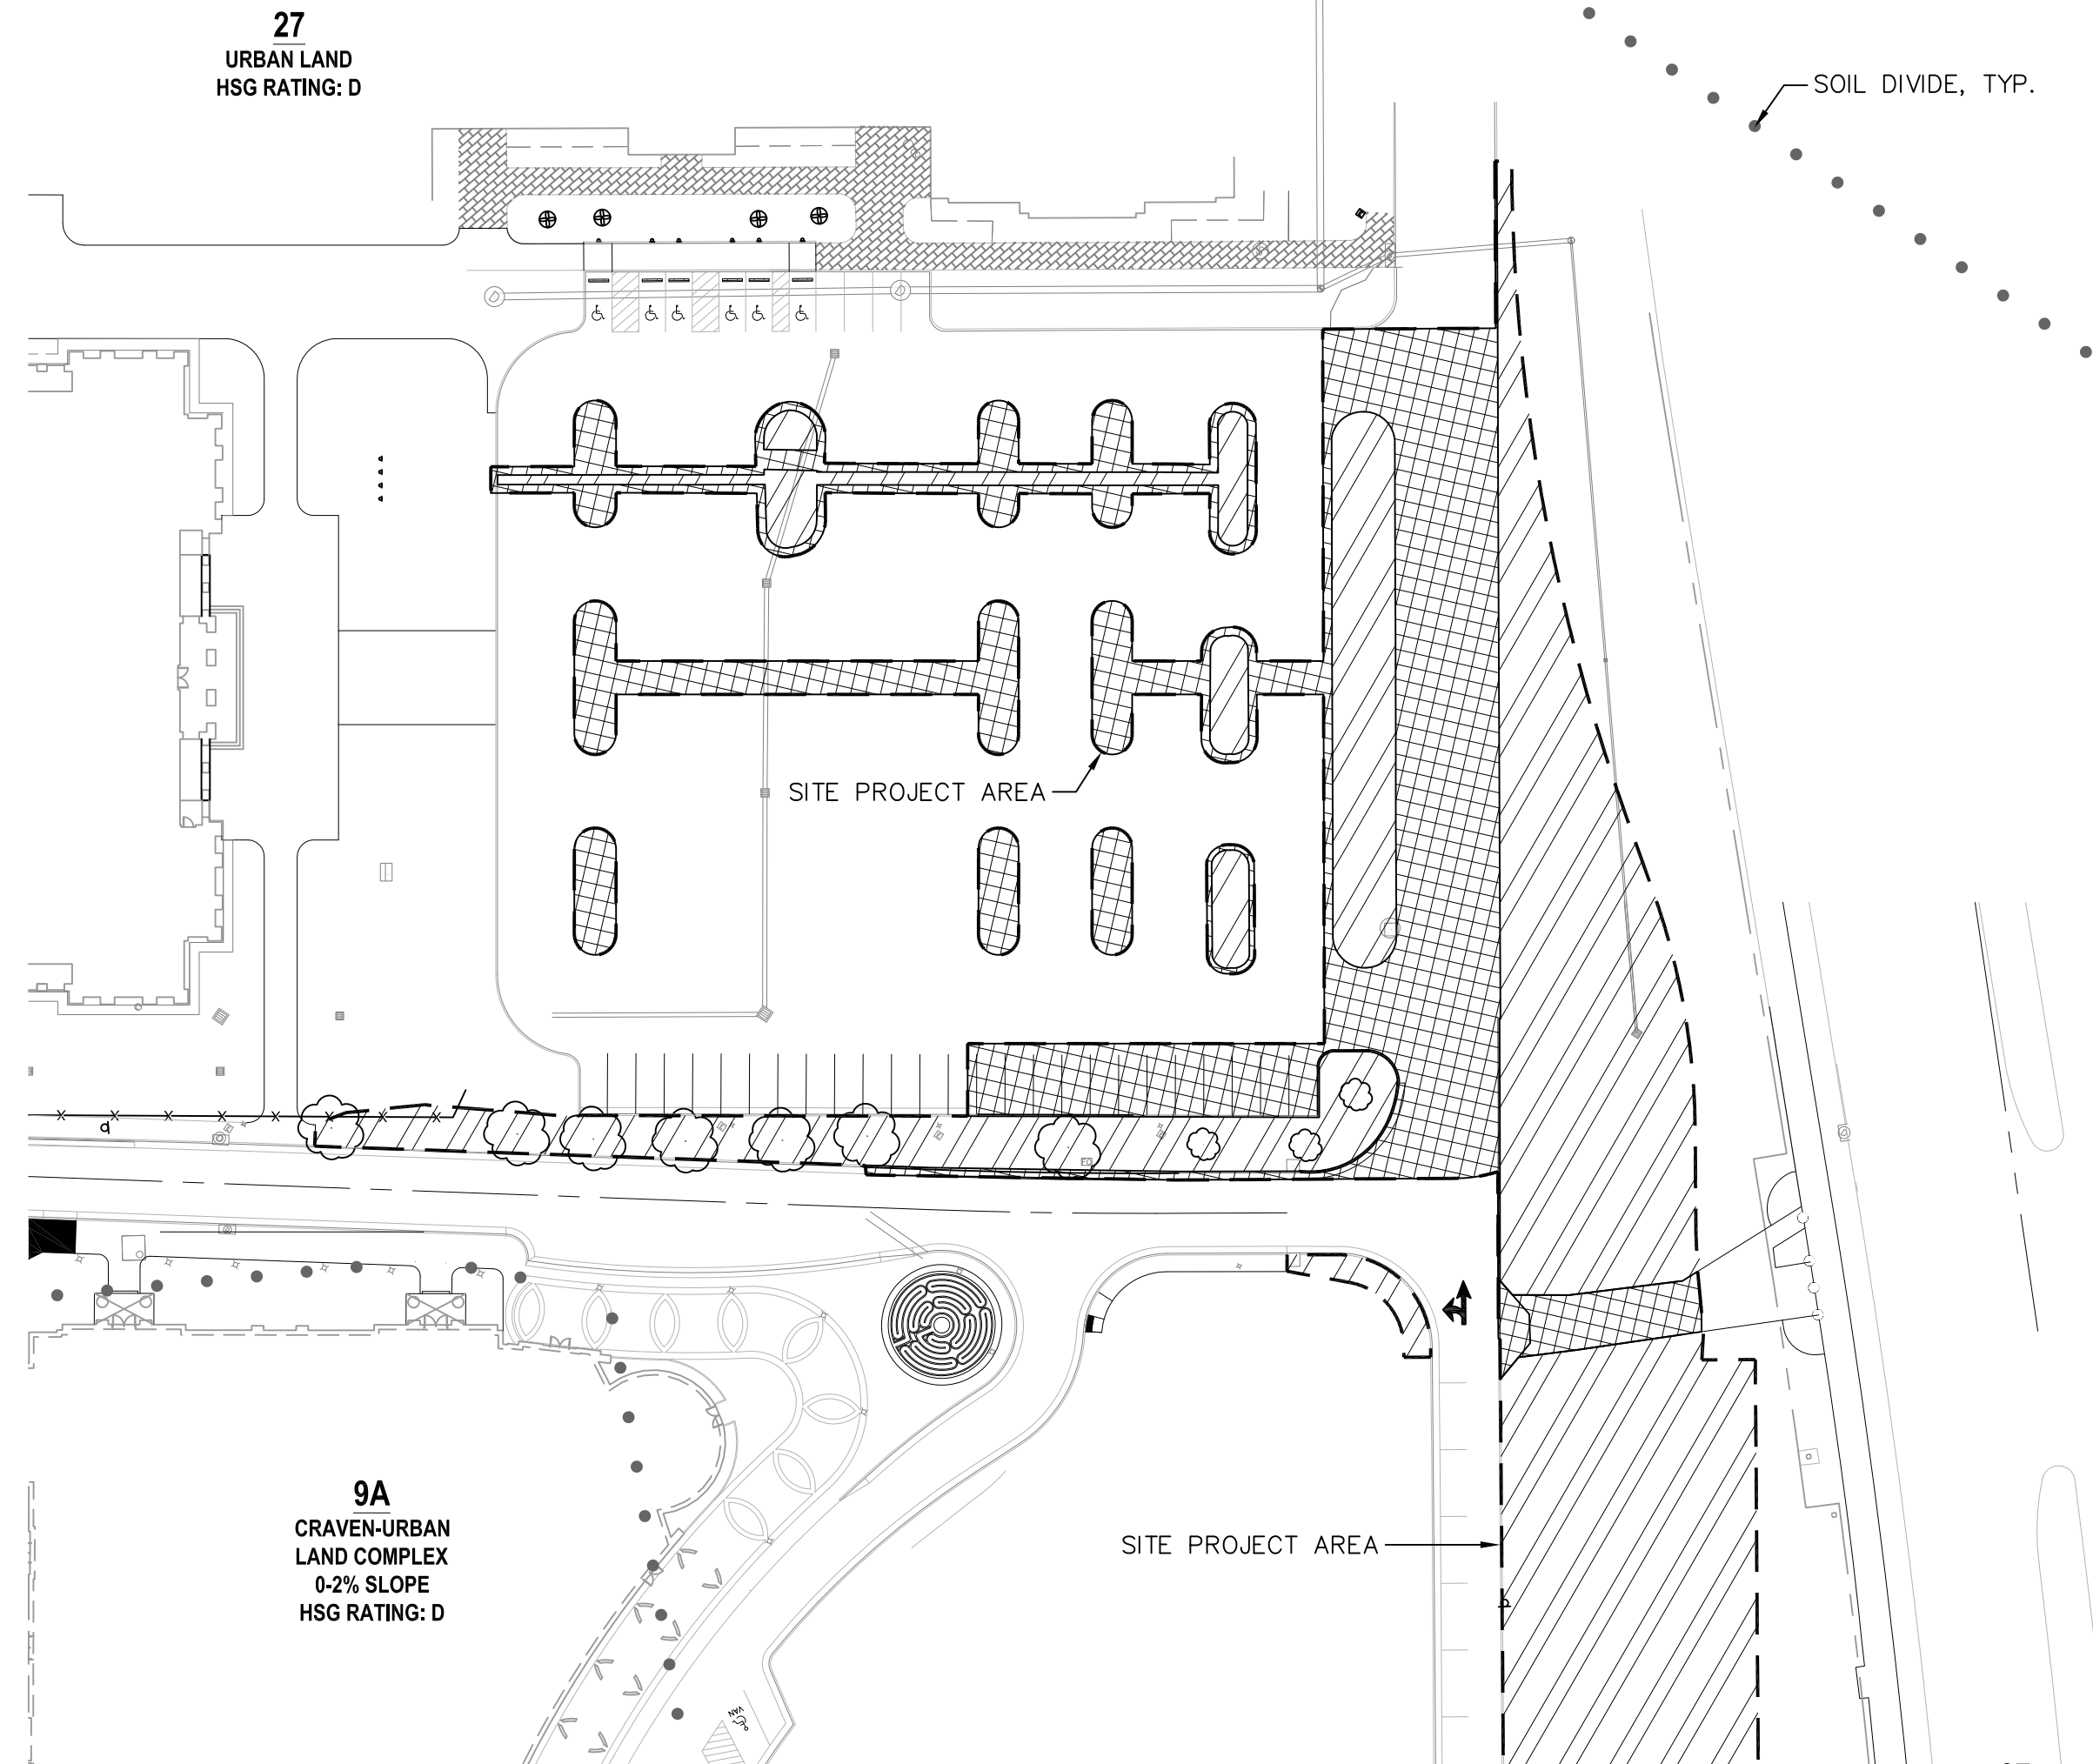 27
URBAN LAND
HSG RATING: D
SOIL DIVIDE, TYP.
SITE PROJECT AREA
9A
CRAVEN-URBAN
LAND COMPLEX
0-2% SLOPE
HSG RATING: D
SITE PROJECT AREA
VAN